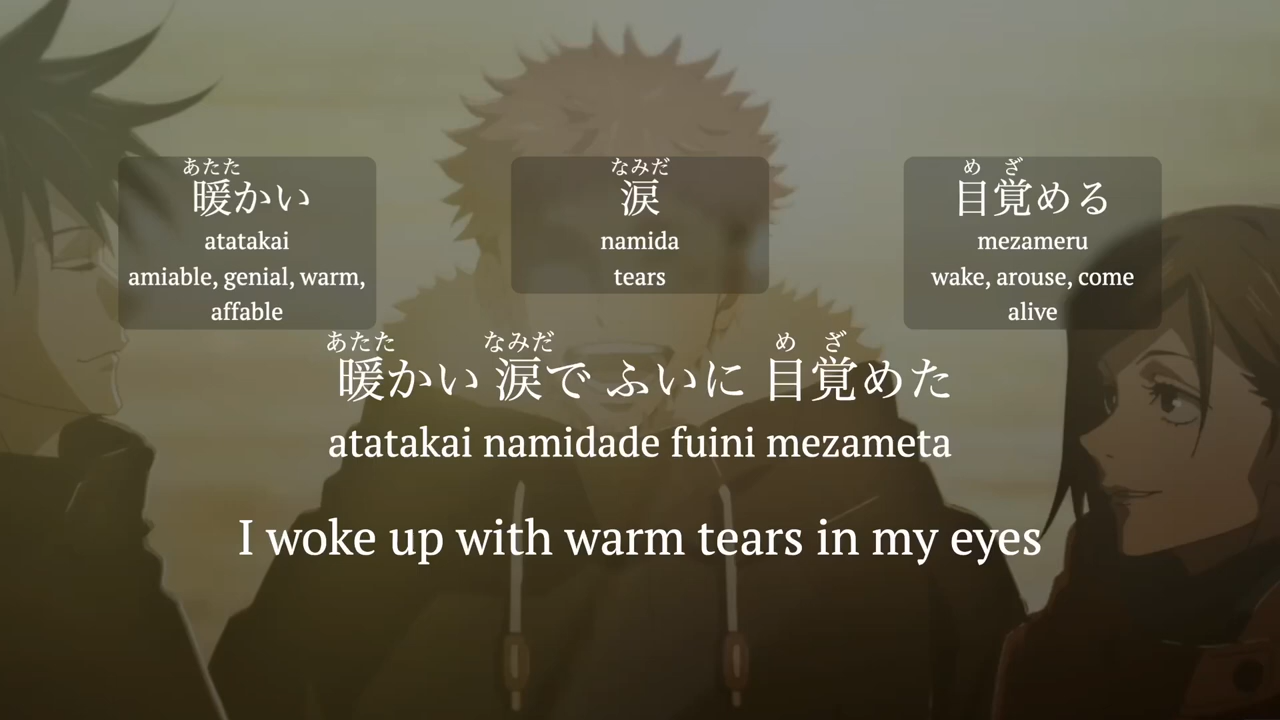 あたた
暖かい
atatakai
amiable, genial, warm,
affable
なみだ
涙
namida
tears
め ざ
目覚める
mezameru
wake, arouse, come
alive
あたた なみだ め ざ
暖かい 涙で ふいに 目覚めた
atatakai namidade fuini mezameta
I woke up with warm tears in my eyes